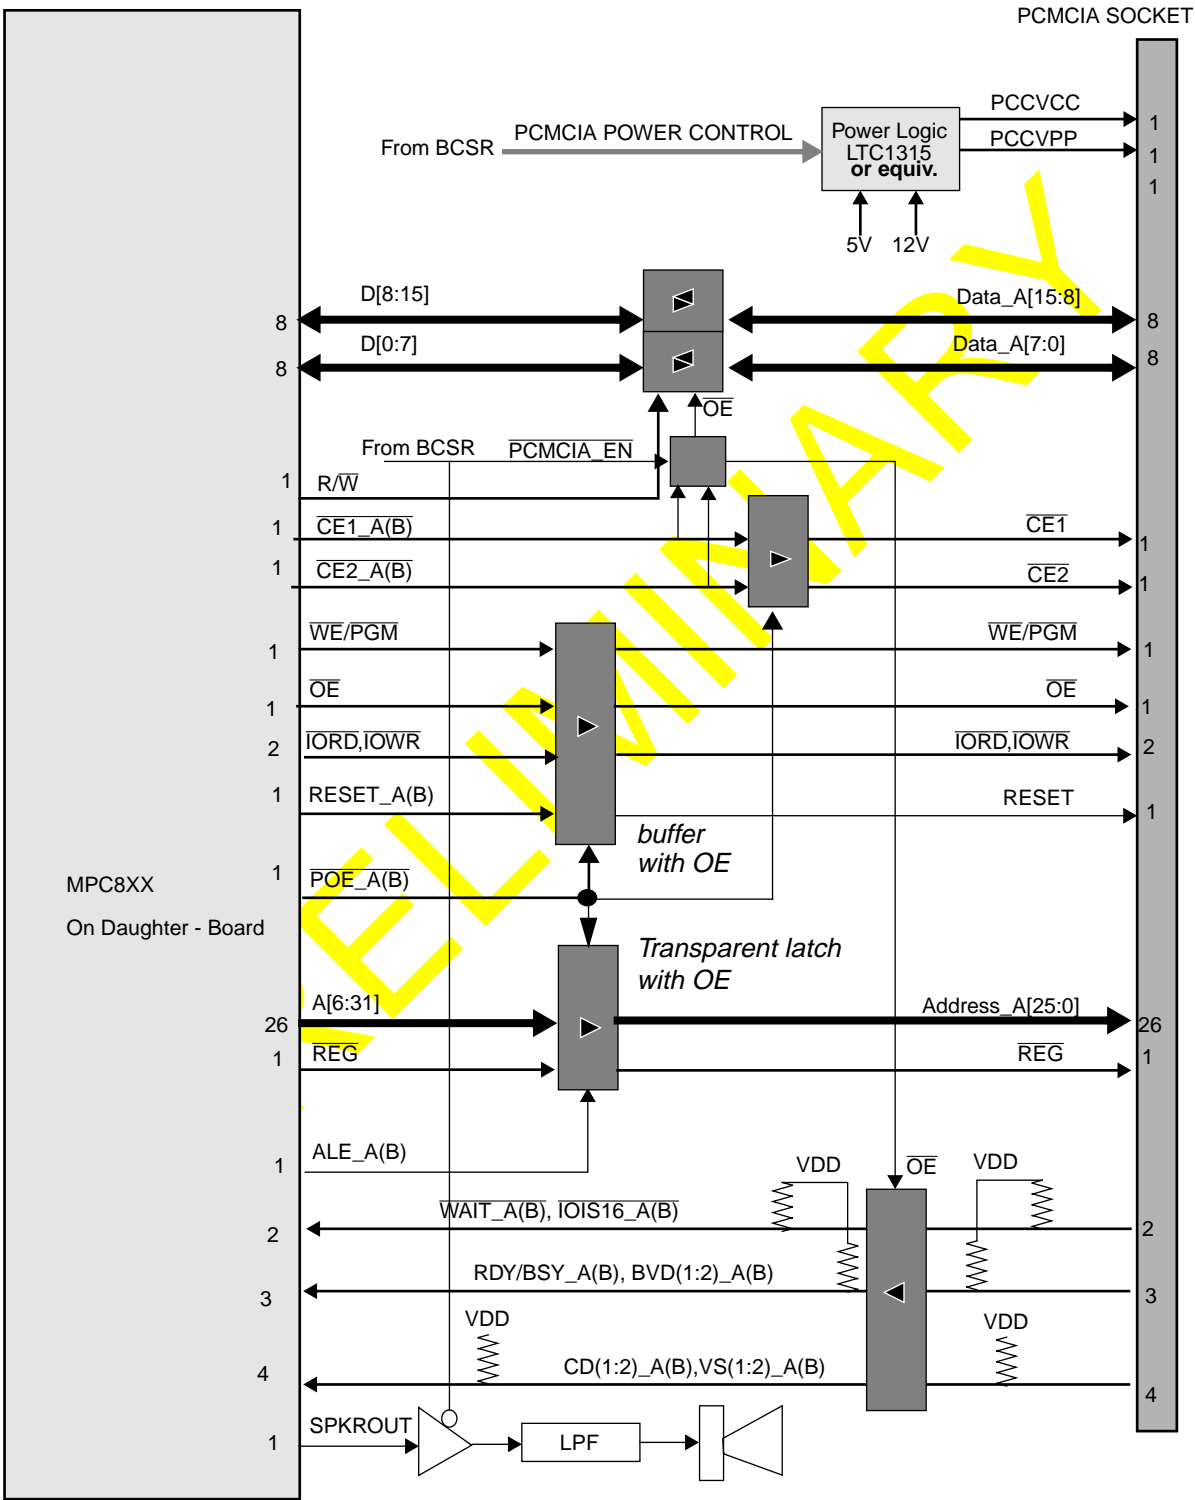 PCMCIA SOCKET
PCCVCC
1
From BCSR
PCMCIA POWER CONTROL
Power Logic
LTC1315
or equiv.
PCCVPP
1
1
5V
12V
D[8:15]
Data_A[15:8]
8
8
D[0:7]
Data_A[7:0]
8
8
OE
From BCSR
PCMCIA_EN
1
R/W
1
CE1_A(B)
CE1
1
1
CE2_A(B)
CE2
1
WE/PGM
WE/PGM
1
1
OE
OE
1
1
IORD,IOWR
IORD,IOWR
2
2
1
RESET_A(B)
RESET
1
buffer
with OE
1
POE_A(B)
MPC8XX
On Daughter - Board
Transparent latch
with OE
A[6:31]
Address_A[25:0]
26
26
1
REG
REG
1
ALE_A(B)
1
VDD
OE
VDD
WAIT_A(B), IOIS16_A(B)
2
2
RDY/BSY_A(B), BVD(1:2)_A(B)
3
3
VDD
VDD
CD(1:2)_A(B),VS(1:2)_A(B)
4
4
SPKROUT
1
LPF
PRELIMINARY